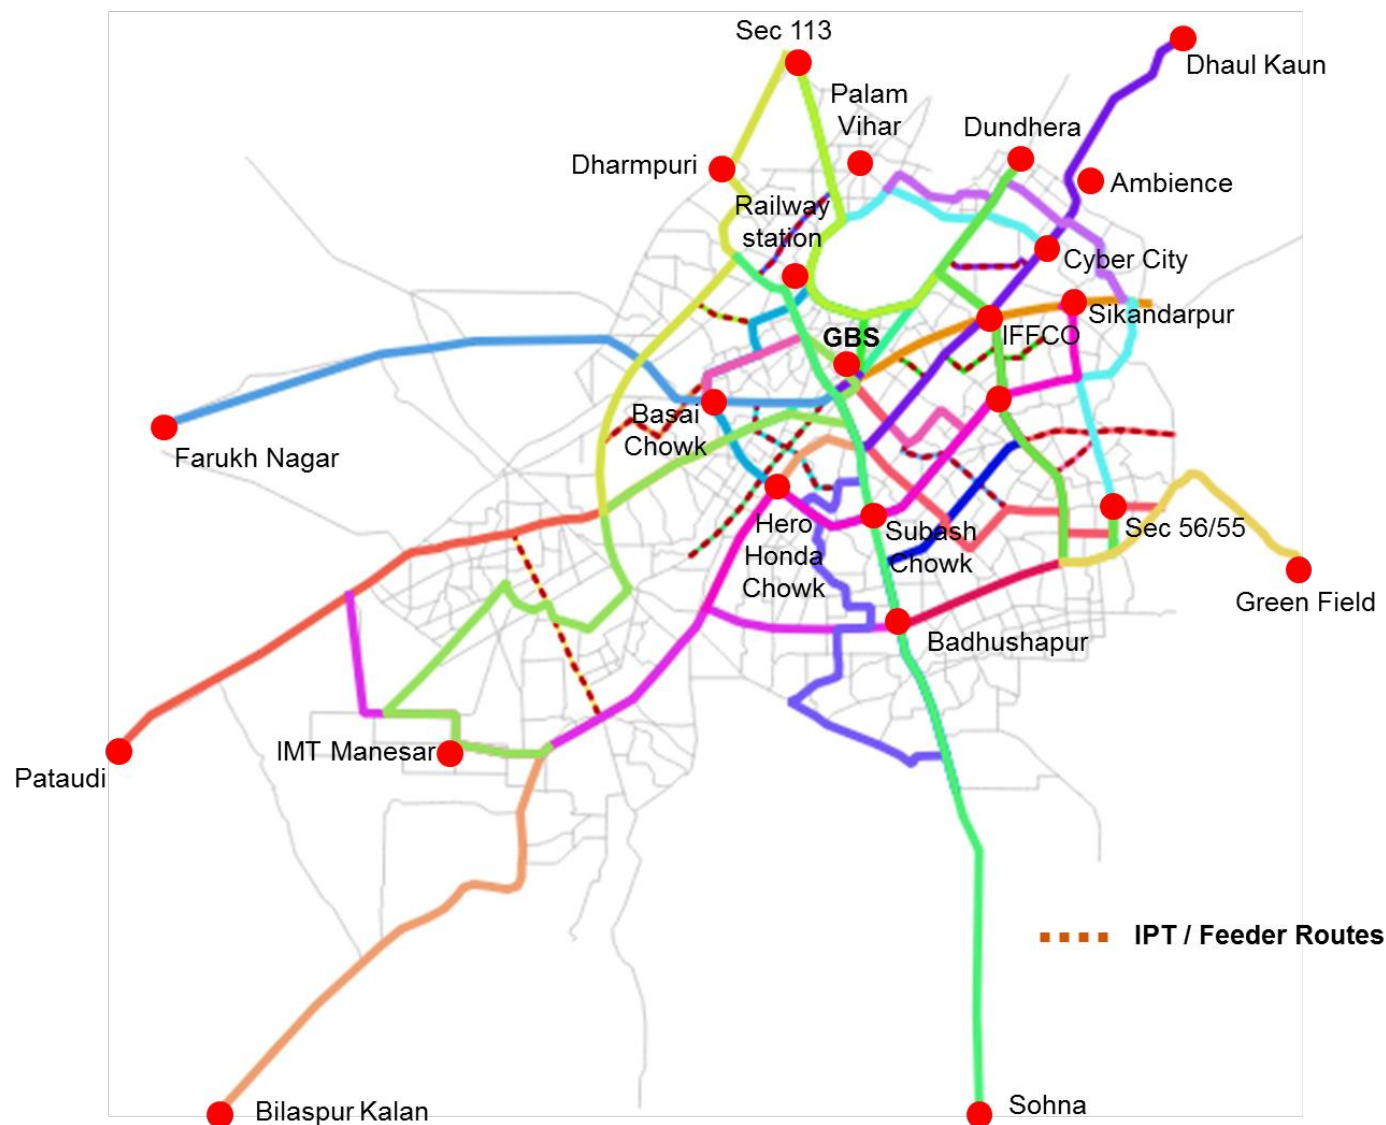 Sec 113
Dhaul Kaun
Palam
Vihar
Dundhera
Dharmpuri
Ambience
Railway
station
Cyber City
Sikandarpur
IFFCO
GBS
Basai
Chowk
Farukh Nagar
Hero
Honda
Chowk
Subash
Chowk
Sec 56/55
Green Field
Badhushapur
IMT Manesar
Pataudi
IPT / Feeder Routes
Bilaspur Kalan
Sohna